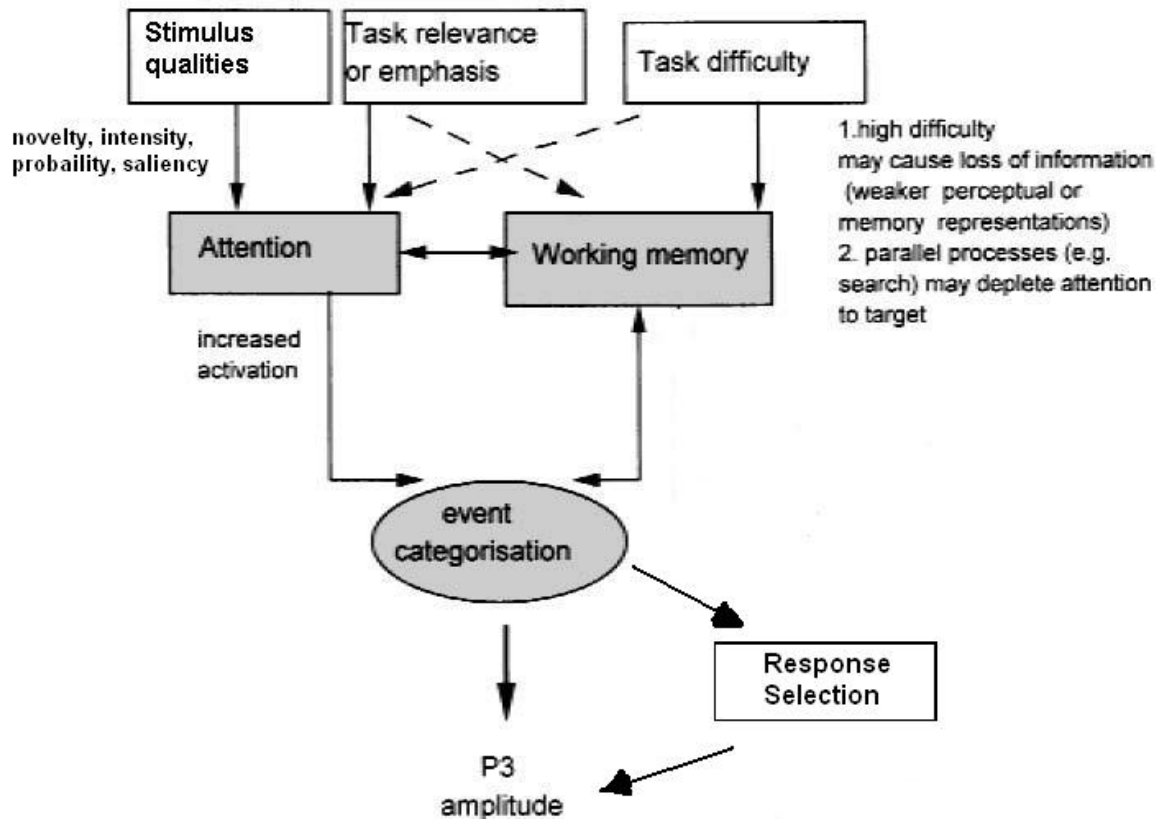 Stimulus
qualities
Task relevance
or emphasis
Task difficulty
novelty, intensity,
probaility, saliency
1.high difficulty
may cause loss of information
(weaker perceptual or
memory representations)
2. parallel processes (e.g.
search) may deplete attention
to target
Attention
Working memory
increased
activation
event
categorisation
Response
Selection
P3
amplitude